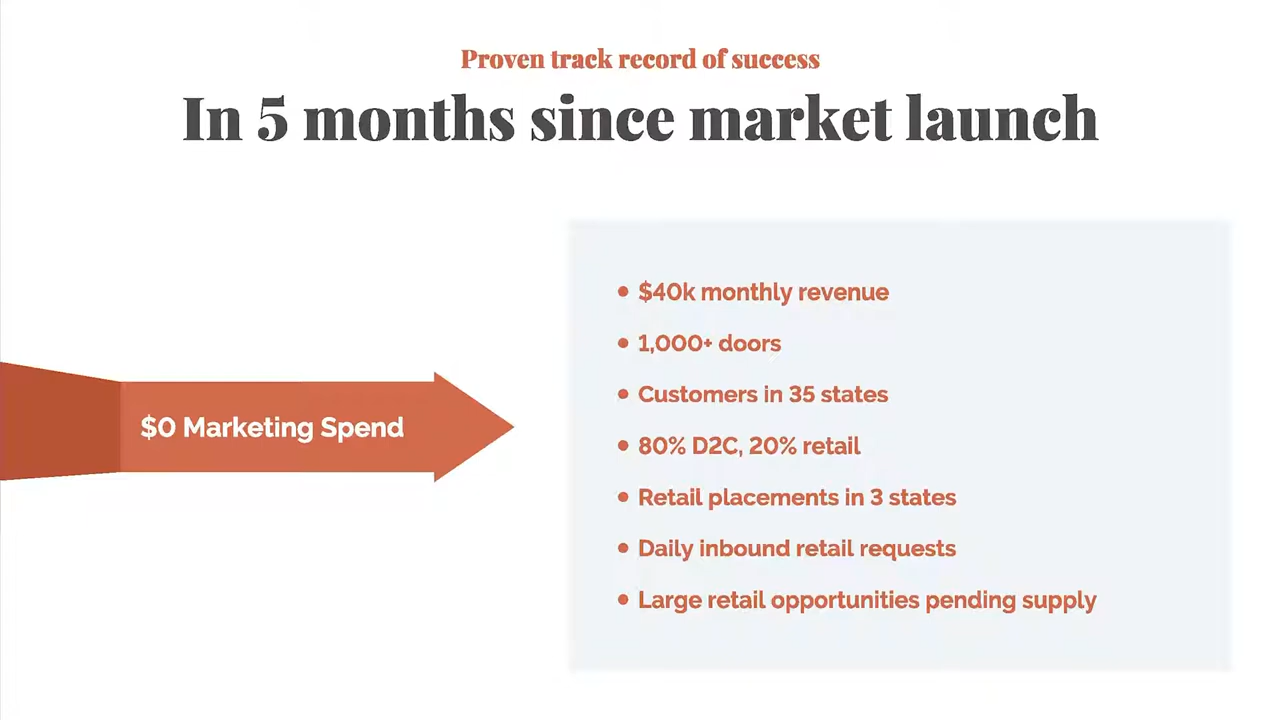 Proven track record of success
In 5 months since market launch
$0 Marketing Spend
• $40k monthly revenue
• 1,000+ doors
• Customers in 35 states
• 80% D2C, 20% retail
• Retail placements in 3 states
• Daily inbound retail requests
• Large retail opportunities pending supply